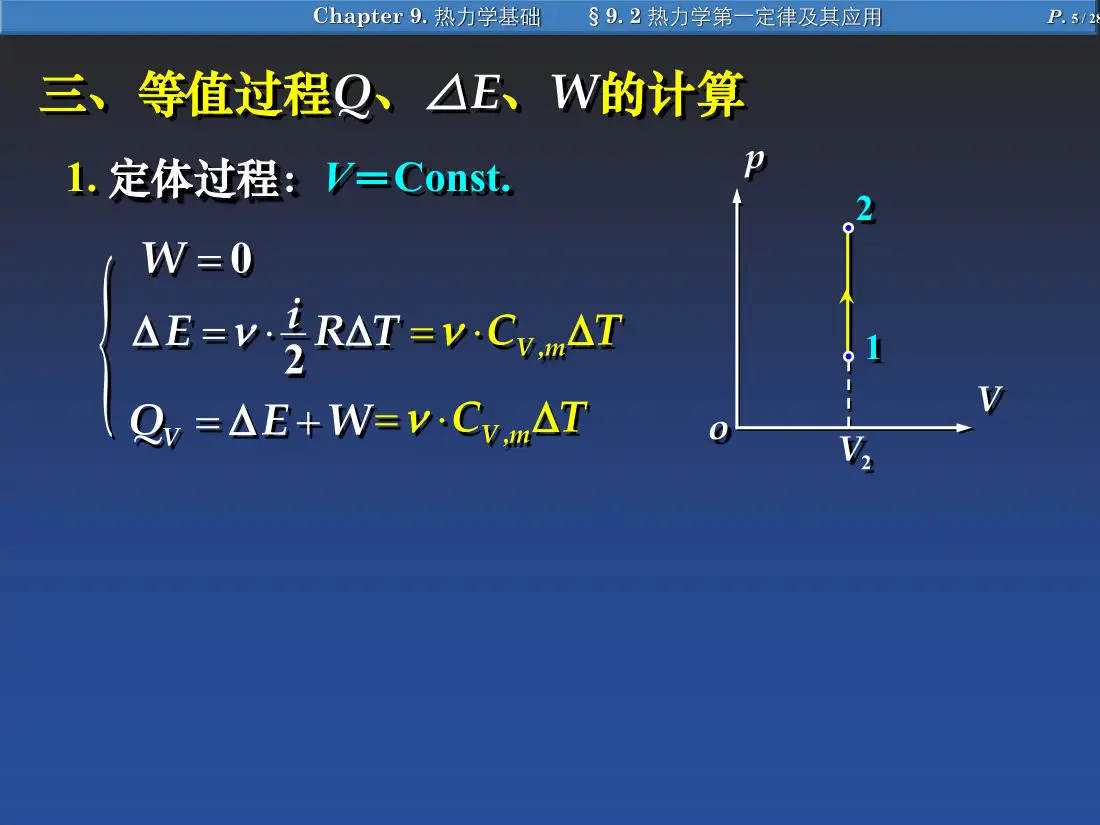 Chapter 9. 热力学基础 §9. 2 热力学第一定律及其应用 P. 5 / 28
三、等值过程Q、△E、W的计算
1. 定体过程: V=Const.
W = 0
ΔE = ν · i/2 RΔT = ν · C_{V,m}ΔT
Q_V = ΔE + W = ν · C_{V,m}ΔT
p
2
1
V
o
V₂